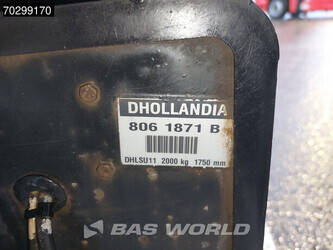 70299170
DHOLLANDIA
806 1871 B
DHLSU11 2000 kg 1750 mm
BAS WORLD